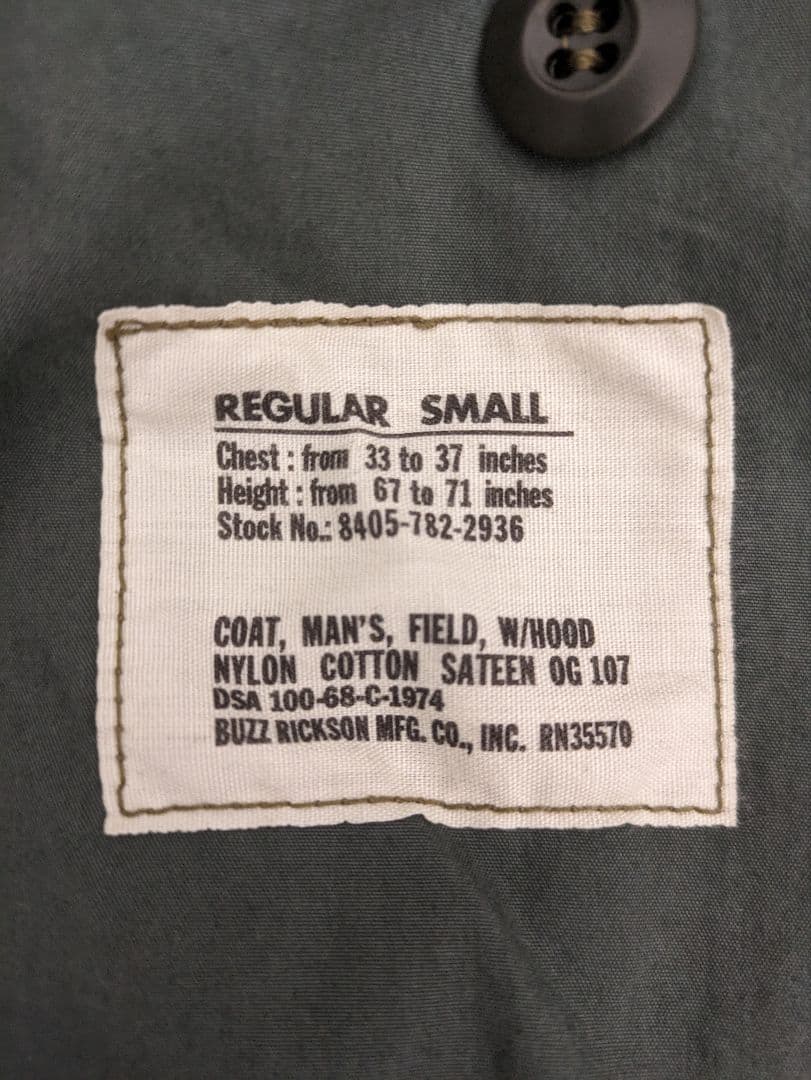 REGULAR SMALL
Chest : from 33 to 37 inches
Height : from 67 to 71 inches
Stock No.: 8405-782-2936
COAT, MAN'S, FIELD, W/HOOD
NYLON COTTON SATEEN OG 107
DSA 100-68-C-1974
BUZZ RICKSON MFG. CO., INC. RN35570